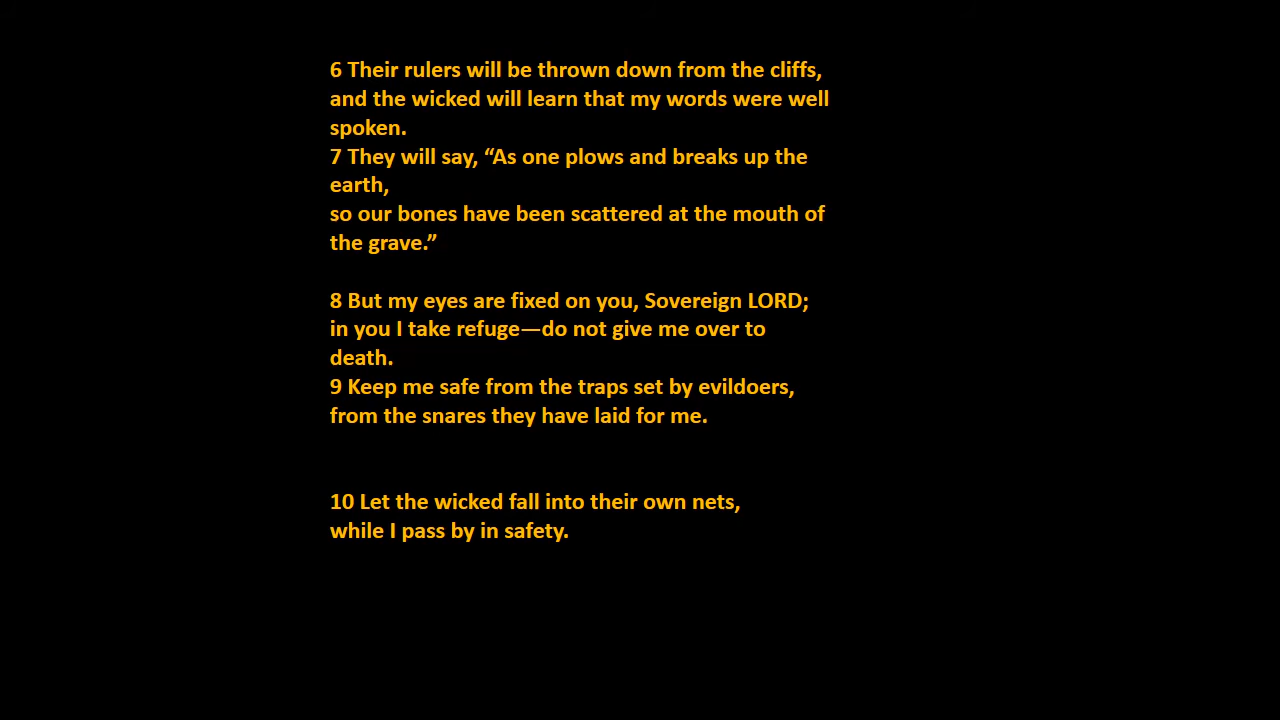 6 Their rulers will be thrown down from the cliffs,
and the wicked will learn that my words were well
spoken.
7 They will say, “As one plows and breaks up the
earth,
so our bones have been scattered at the mouth of
the grave.”
8 But my eyes are fixed on you, Sovereign LORD;
in you I take refuge—do not give me over to
death.
9 Keep me safe from the traps set by evildoers,
from the snares they have laid for me.
10 Let the wicked fall into their own nets,
while I pass by in safety.